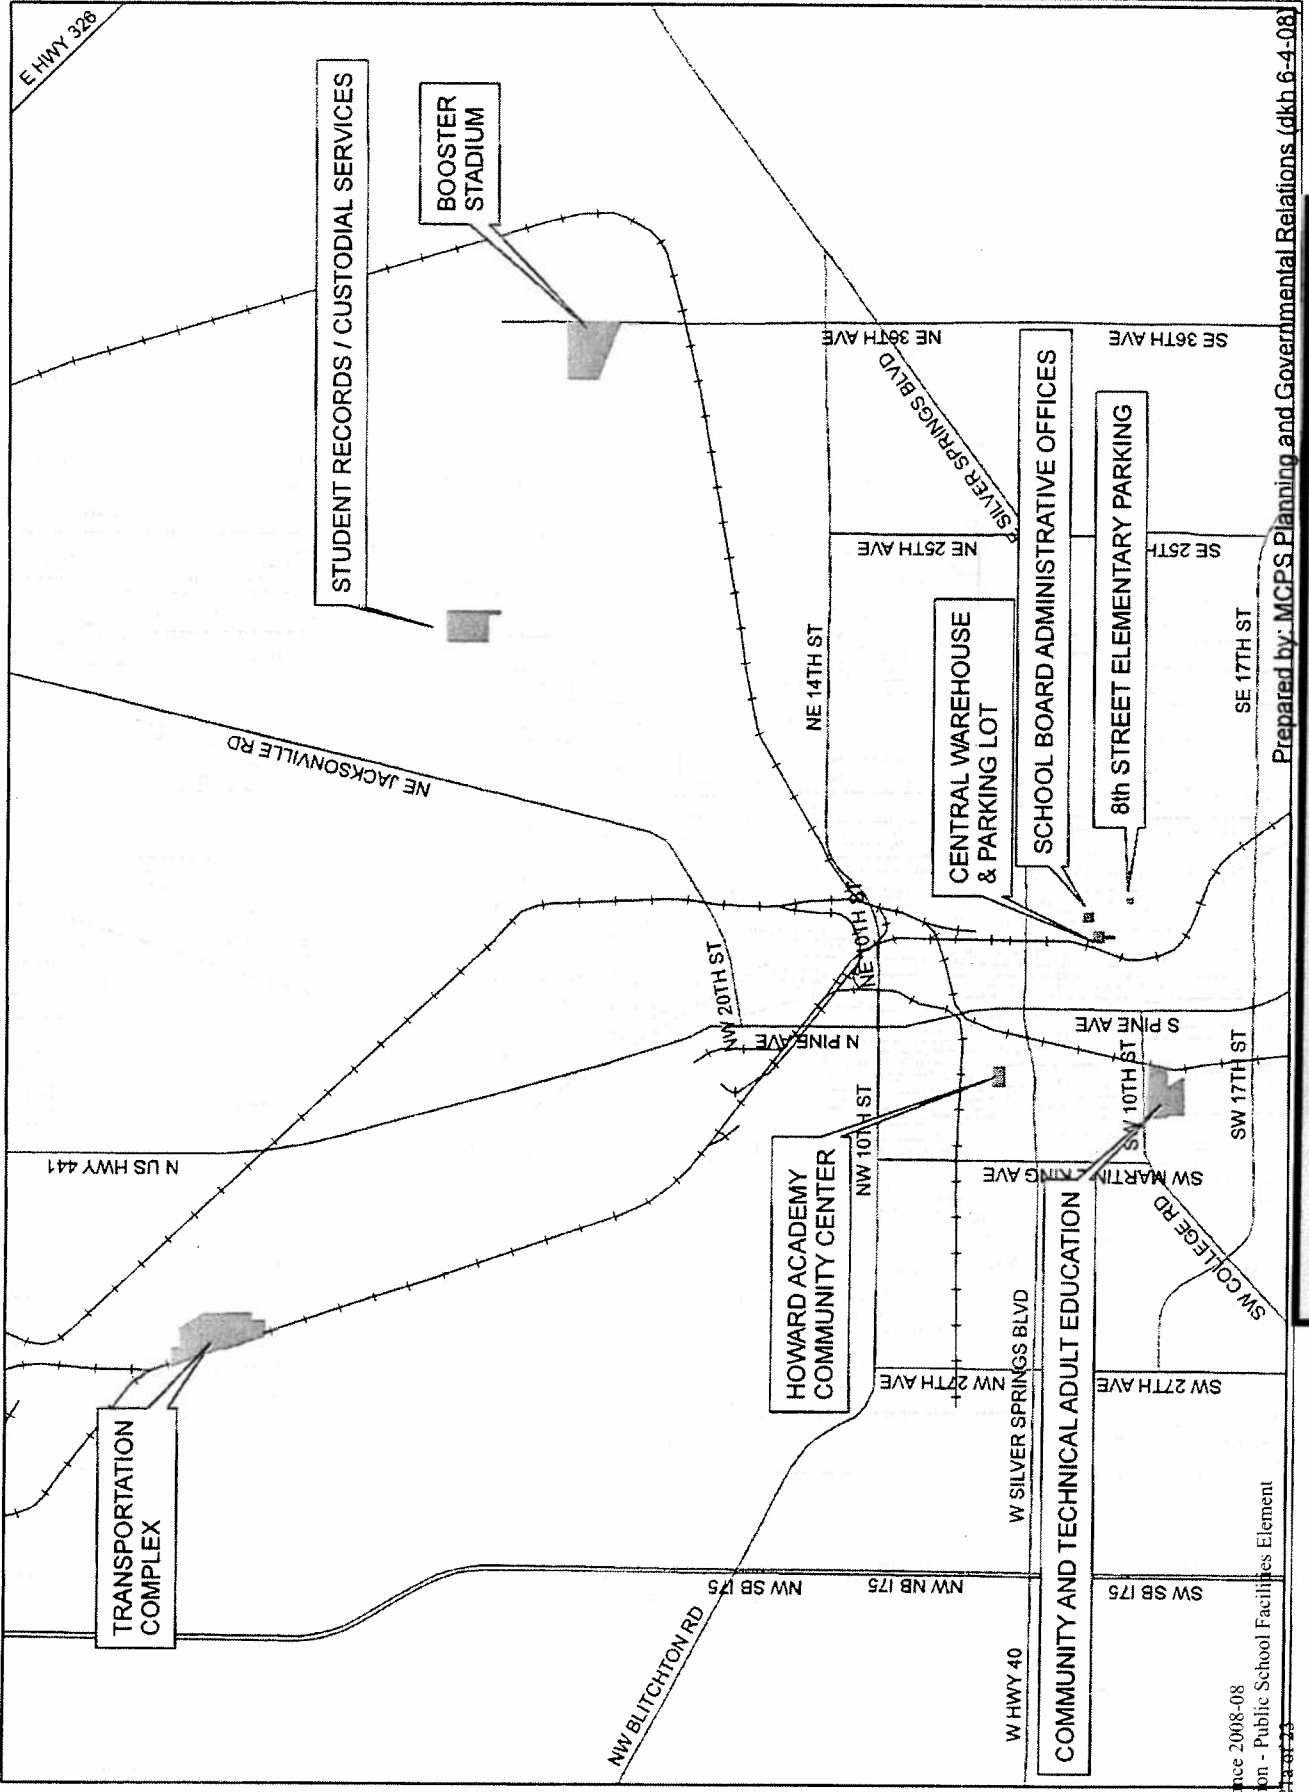 E HWY 326
STUDENT RECORDS / CUSTODIAL SERVICES
BOOSTER
STADIUM
NE JACKSONVILLE RD
N US HWY 441
TRANSPORTATION
COMPLEX
NW 20TH ST
N PINE AVE
NE 14TH ST
NE 36TH AVE
SE 36TH AVE
SILVER SPRINGS BLVD
NE 25TH AVE
SE 25TH
NE 10TH ST
CENTRAL WAREHOUSE
& PARKING LOT
SCHOOL BOARD ADMINISTRATIVE OFFICES
8th STREET ELEMENTARY PARKING
SE 17TH ST
HOWARD ACADEMY
COMMUNITY CENTER
NW 10TH ST
S PINE AVE
SW 10TH ST
SW 17TH ST
SW MARTIN L KING AVE
SW COLLEGE RD
NW 27TH AVE
SW 27TH AVE
W SILVER SPRINGS BLVD
COMMUNITY AND TECHNICAL ADULT EDUCATION
NW BLITCHTON RD
NW SB I75
NW NB I75
SW SB I75
W HWY 40
Prepared by: MCPS Planning and Governmental Relations (dkh 6-4-08)
nce 2008-08
ion - Public School Facilities Element
of 23